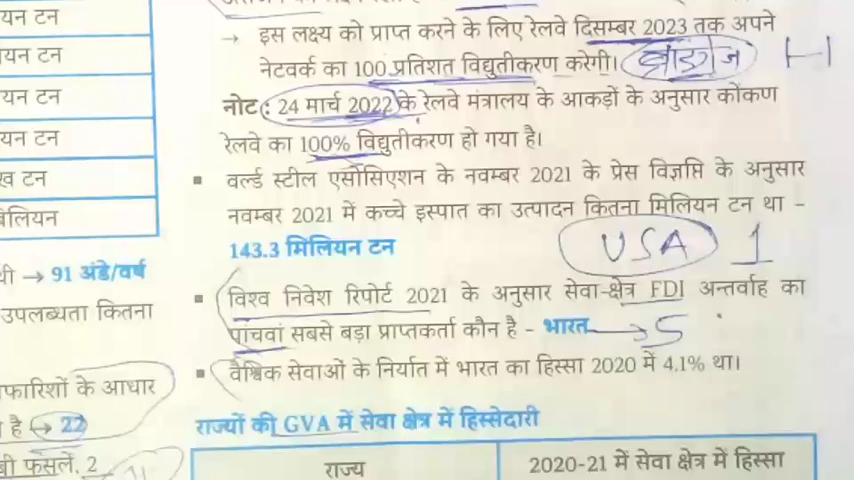 यन टन
यन टन
यन टन
यन टन
ख टन
बेलियन
थी → 91 अंडे/वर्ष
उपलब्धता कितना
फारिशों के आधार
है → 22
बी फसलें, 2
→ इस लक्ष्य को प्राप्त करने के लिए रेलवे दिसम्बर 2023 तक अपने
नेटवर्क का 100 प्रतिशत विद्युतीकरण करेगी। ब्राडगेज
नोट : 24 मार्च 2022 के रेलवे मंत्रालय के आकड़ों के अनुसार कोंकण
रेलवे का 100% विद्युतीकरण हो गया है।
▪ वर्ल्ड स्टील एसोसिएशन के नवम्बर 2021 के प्रेस विज्ञप्ति के अनुसार
नवम्बर 2021 में कच्चे इस्पात का उत्पादन कितना मिलियन टन था -
143.3 मिलियन टन
USA 1
▪ विश्व निवेश रिपोर्ट 2021 के अनुसार सेवा-क्षेत्र FDI अन्तर्वाह का
पांचवां सबसे बड़ा प्राप्तकर्ता कौन है - भारत → 5
▪ वैश्विक सेवाओं के निर्यात में भारत का हिस्सा 2020 में 4.1% था।
राज्यों की GVA में सेवा क्षेत्र में हिस्सेदारी
राज्य
2020-21 में सेवा क्षेत्र में हिस्सा